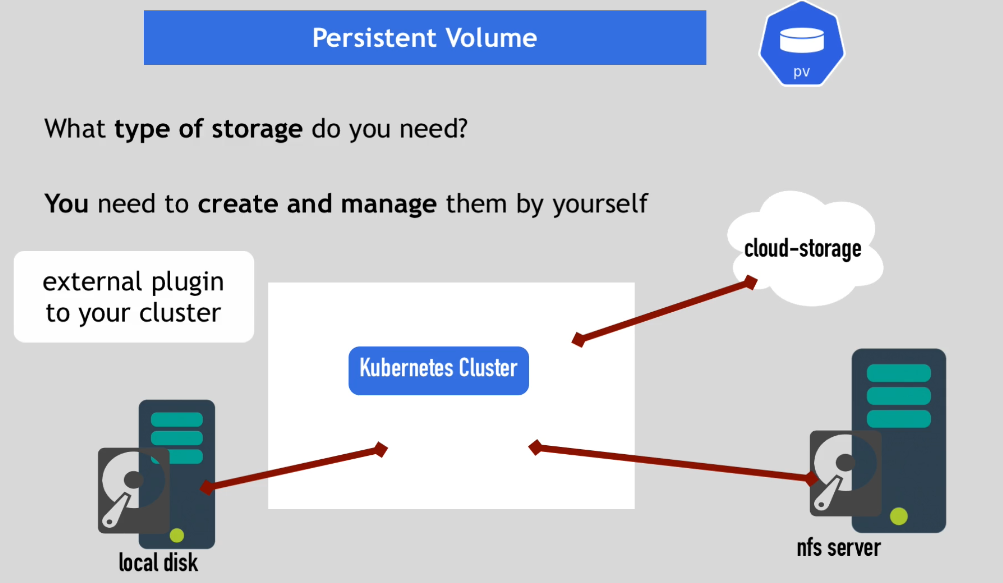 Persistent Volume
pv
What type of storage do you need?
You need to create and manage them by yourself
cloud-storage
external plugin
to your cluster
Kubernetes Cluster
local disk
nfs server